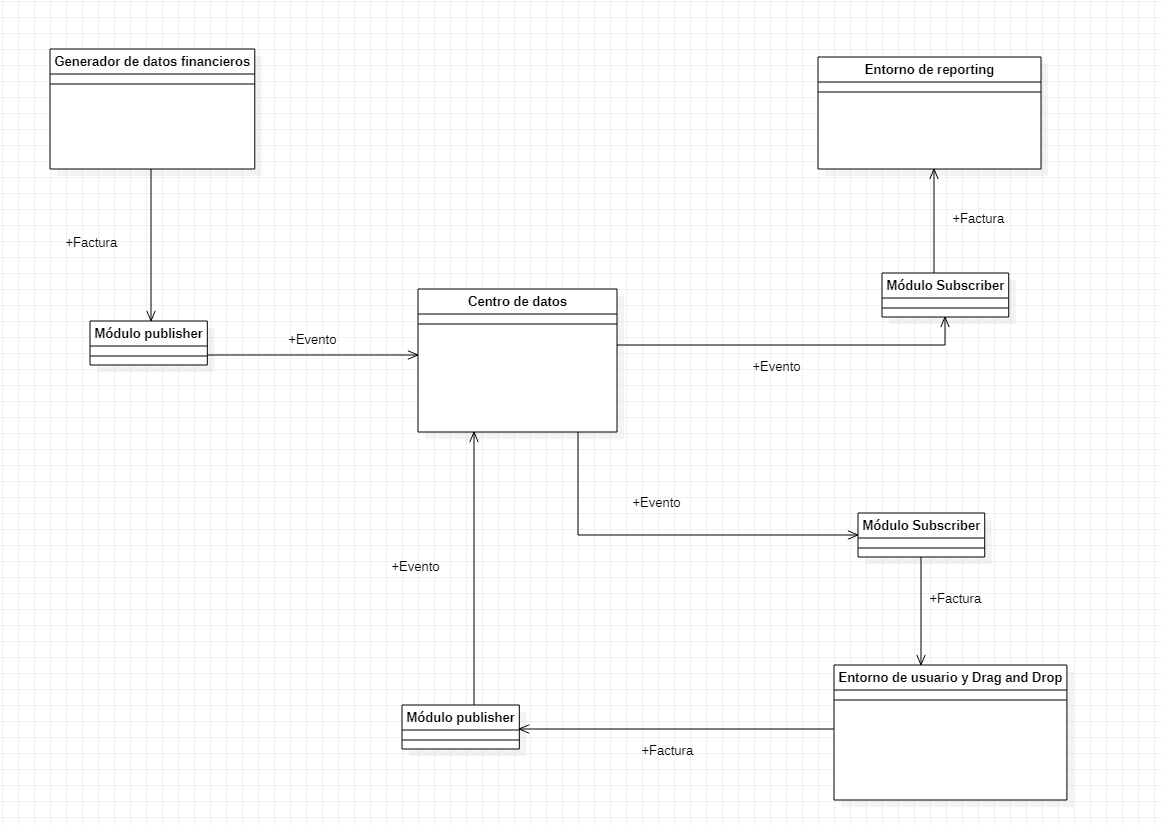 Generador de datos financieros
Entorno de reporting
+Factura
+Factura
Módulo Subscriber
Centro de datos
Módulo publisher
+Evento
+Evento
+Evento
Módulo Subscriber
+Evento
+Factura
Entorno de usuario y Drag and Drop
Módulo publisher
+Factura